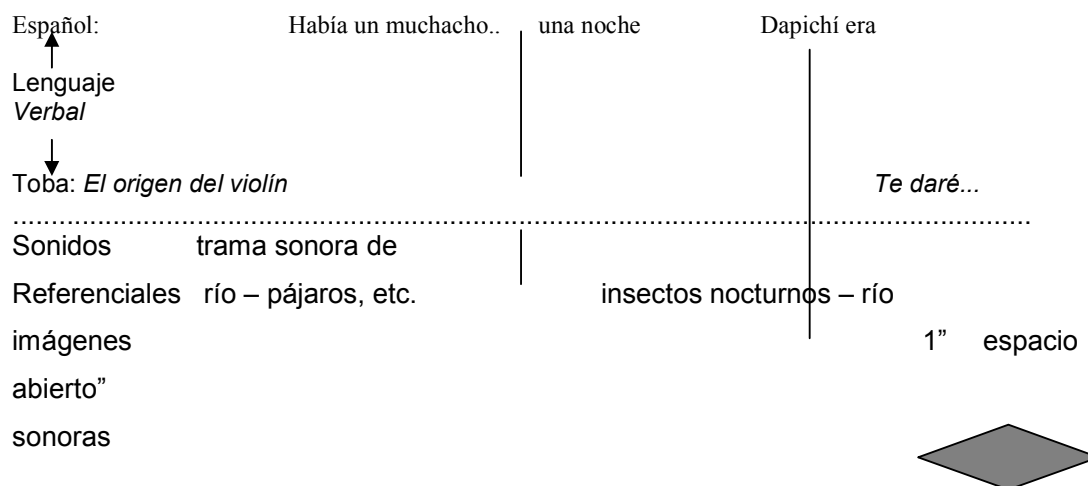 Español: Había un muchacho.. una noche Dapichí era
Lenguaje
Verbal
Toba: El origen del violín Te daré...
....................................................................................................................................
Sonidos trama sonora de
Referenciales río – pájaros, etc. insectos nocturnos – río
imágenes 1” espacio
abierto”
sonoras